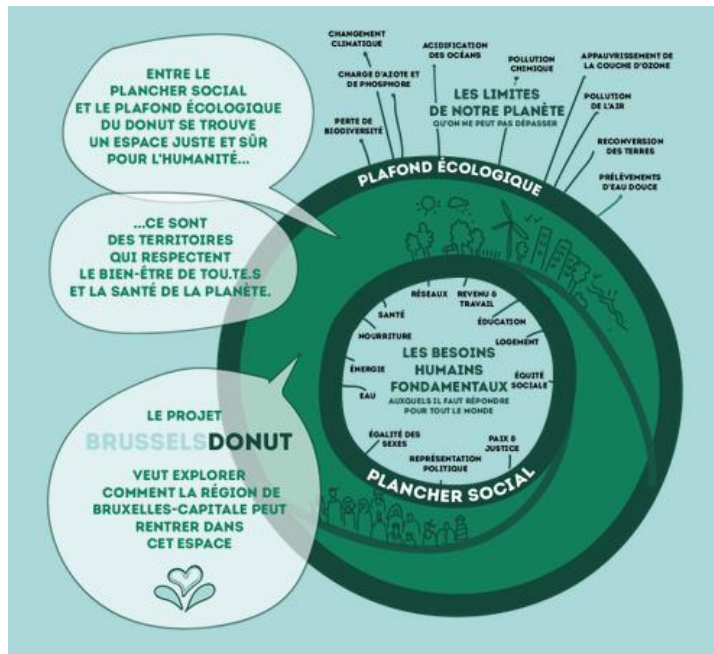 ENTRE LE
PLANCHER SOCIAL
ET LE PLAFOND ÉCOLOGIQUE
DU DONUT SE TROUVE
UN ESPACE JUSTE ET SÛR
POUR L'HUMANITÉ...
...CE SONT
DES TERRITOIRES
QUI RESPECTENT
LE BIEN-ÊTRE DE TOU.TE.S
ET LA SANTÉ DE LA PLANÈTE.
LE PROJET
BRUSSELSDONUT
VEUT EXPLORER
COMMENT LA RÉGION DE
BRUXELLES-CAPITALE PEUT
RENTRER DANS
CET ESPACE
CHANGEMENT
CLIMATIQUE
CHARGE D'AZOTE ET
DE PHOSPHORE
PERTE DE
BIODIVERSITÉ
ACIDIFICATION
DES OCÉANS
POLLUTION
CHIMIQUE
APPAUVRISSEMENT DE
LA COUCHE D'OZONE
POLLUTION
DE L'AIR
RECONVERSION
DES TERRES
PRÉLÈVEMENTS
D'EAU DOUCE
LES LIMITES
DE NOTRE PLANÈTE
QU'ON NE PEUT PAS DÉPASSER
PLAFOND ÉCOLOGIQUE
RÉSEAUX
REVENU &
TRAVAIL
SANTÉ
ÉDUCATION
NOURRITURE
LOGEMENT
ÉNERGIE
ÉQUITÉ
SOCIALE
EAU
LES BESOINS
HUMAINS
FONDAMENTAUX
AUXQUELS IL FAUT RÉPONDRE
POUR TOUT LE MONDE
ÉGALITÉ DES
SEXES
REPRÉSENTATION
POLITIQUE
PAIX &
JUSTICE
PLANCHER SOCIAL